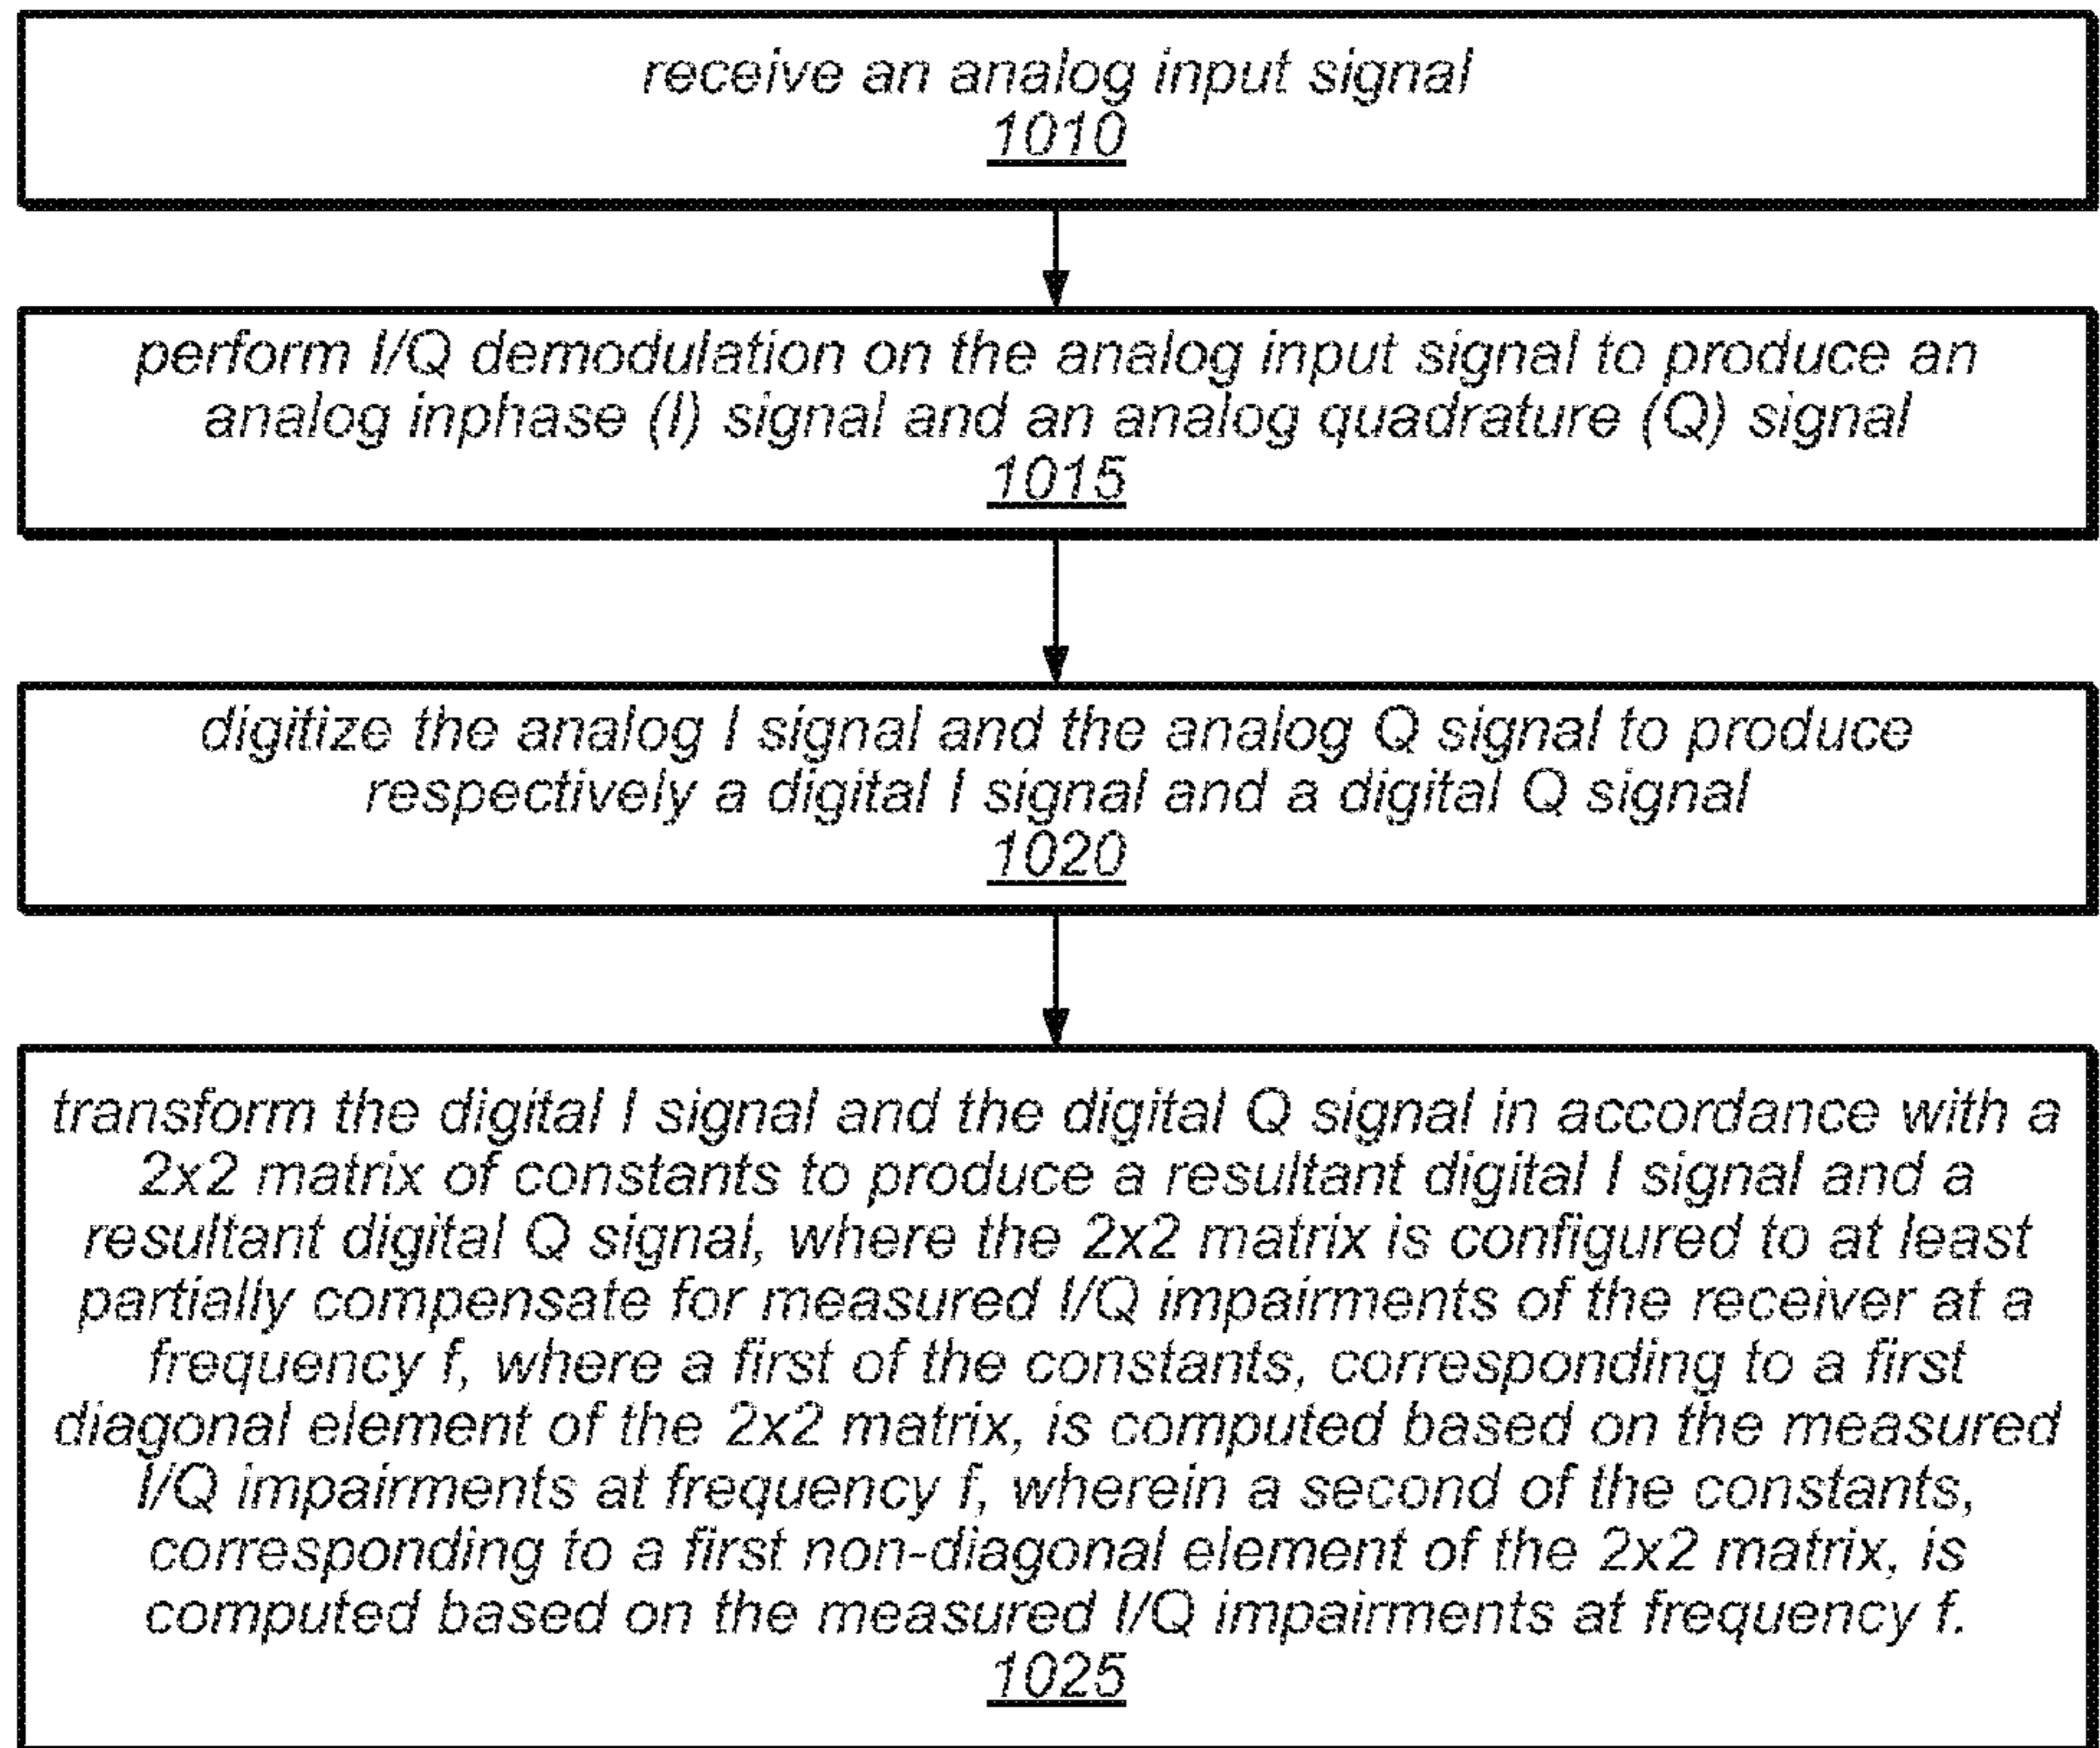 receive an analog input signal
1010
perform I/Q demodulation on the analog input signal to produce an
analog inphase (I) signal and an analog quadrature (Q) signal
1015
digitize the analog I signal and the analog Q signal to produce
respectively a digital I signal and a digital Q signal
1020
transform the digital I signal and the digital Q signal in accordance with a
2x2 matrix of constants to produce a resultant digital I signal and a
resultant digital Q signal, where the 2x2 matrix is configured to at least
partially compensate for measured I/Q impairments of the receiver at a
frequency f, where a first of the constants, corresponding to a first
diagonal element of the 2x2 matrix, is computed based on the measured
I/Q impairments at frequency f, wherein a second of the constants,
corresponding to a first non-diagonal element of the 2x2 matrix, is
computed based on the measured I/Q impairments at frequency f.
1025